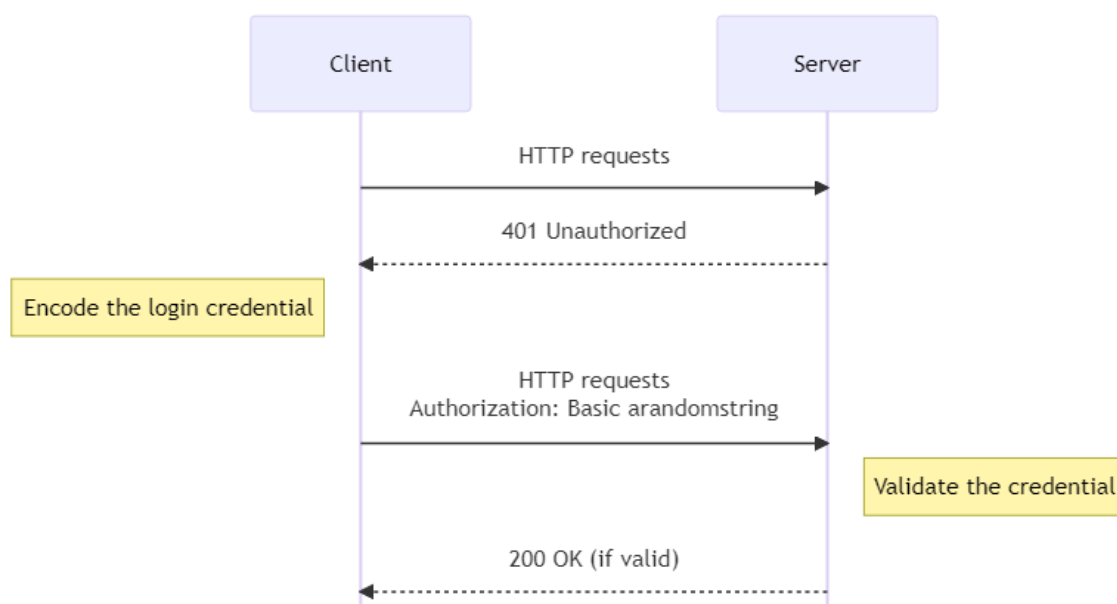 Client
Server
HTTP requests
401 Unauthorized
Encode the login credential
HTTP requests
Authorization: Basic arandomstring
Validate the credential
200 OK (if valid)